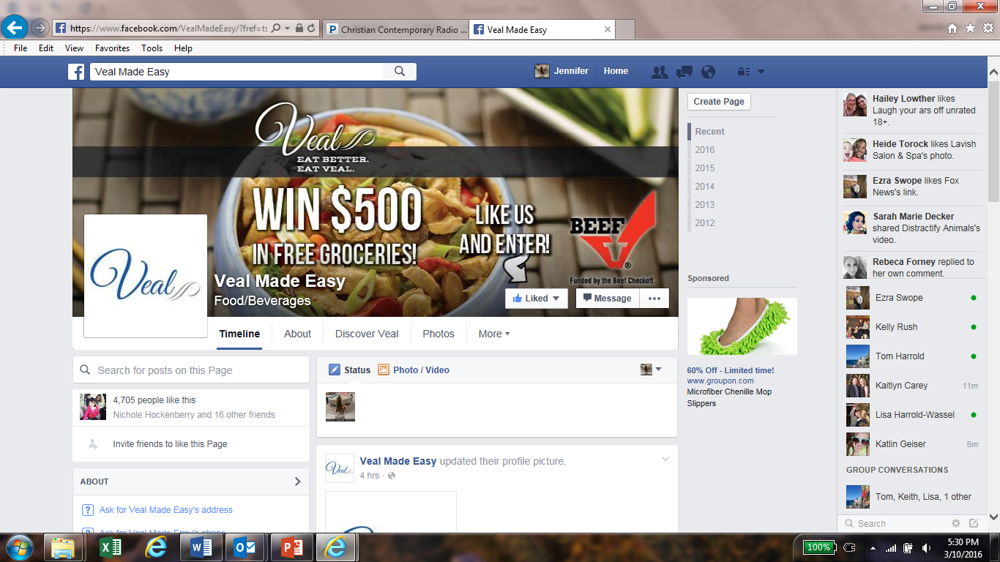 https://www.facebook.com/VealMadeEasy/?fref=ts
Christian Contemporary Radio ...
Veal Made Easy
File Edit View Favorites Tools Help
Veal Made Easy
Jennifer Home
Veal
EAT BETTER.
EAT VEAL.
WIN $500
IN FREE GROCERIES!
LIKE US
AND ENTER!
BEEF
®
Funded by the Beef Checkoff.
Veal
Veal Made Easy
Food/Beverages
Liked
Message
Timeline About Discover Veal Photos More
Search for posts on this Page
4,705 people like this
Nichole Hockenberry and 16 other friends
Invite friends to like this Page
ABOUT
? Ask for Veal Made Easy's address
? Ask for Veal Made Easy's phone
Status Photo / Video
Veal
Veal Made Easy updated their profile picture.
4 hrs ·
Create Page
Recent
2016
2015
2014
2013
2012
Sponsored
60% Off - Limited time!
www.groupon.com
Microfiber Chenille Mop
Slippers
Hailey Lowther likes
Laugh your ars off unrated
18+.
Heide Torock likes Lavish
Salon & Spa's photo.
Ezra Swope likes Fox
News's link.
Sarah Marie Decker
shared Distractify Animals's
video.
Rebeca Forney replied to
her own comment.
Ezra Swope
Kelly Rush
Tom Harrold
Kaitlyn Carey 11m
Lisa Harrold-Wassel
Katlin Geiser 8m
GROUP CONVERSATIONS
Tom, Keith, Lisa, 1 other
Search
100%
5:30 PM
3/10/2016